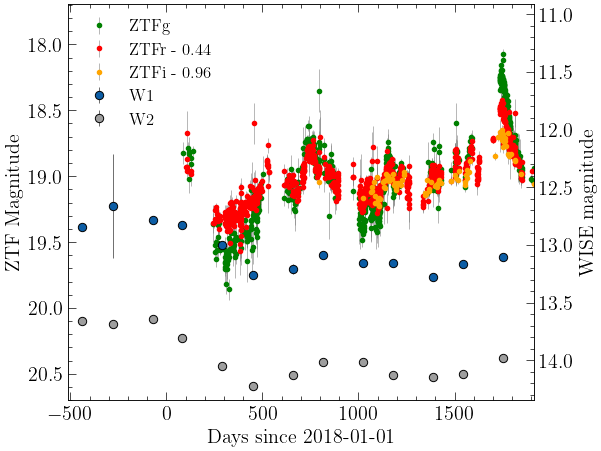 ZTFg
ZTFr - 0.44
ZTFi - 0.96
W1
W2
18.0
18.5
19.0
19.5
20.0
20.5
ZTF Magnitude
11.0
11.5
12.0
12.5
13.0
13.5
14.0
WISE magnitude
−500 0 500 1000 1500
Days since 2018-01-01